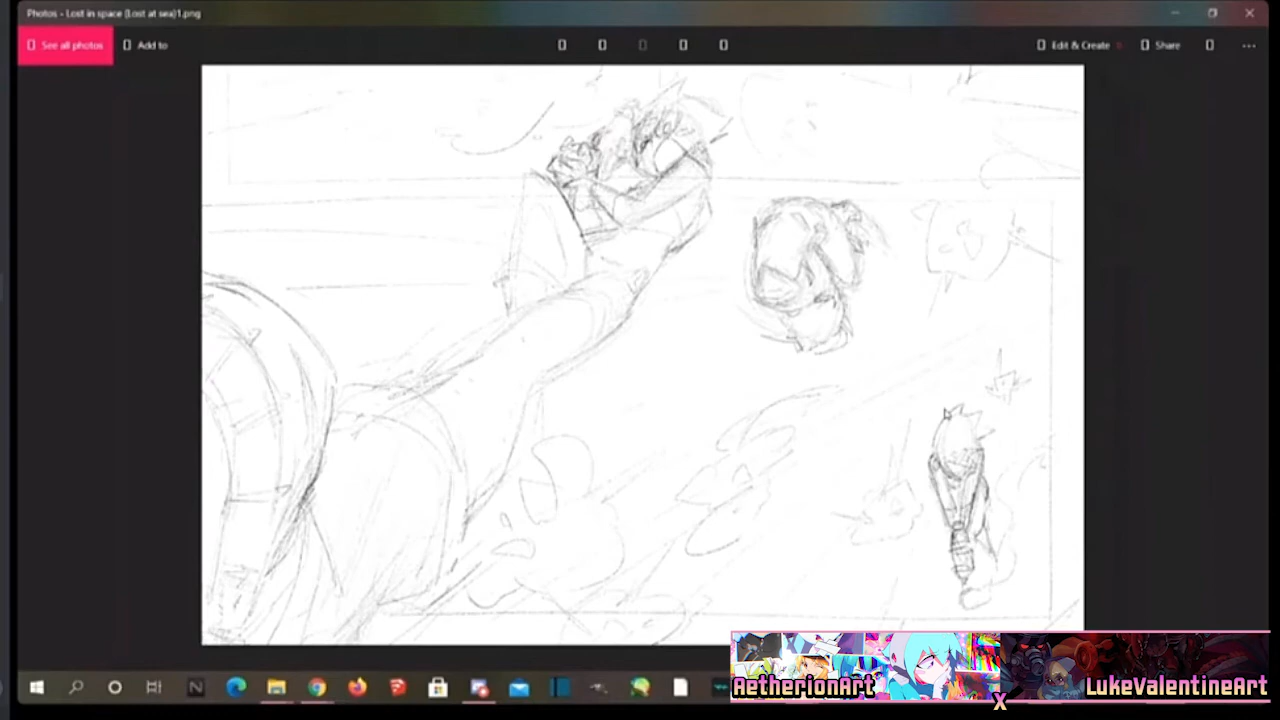 Photos - Lost in space (Lost at sea)1.png
See all photos
Add to
Edit & Create
Share
AetherionArt
X
LukeValentineArt